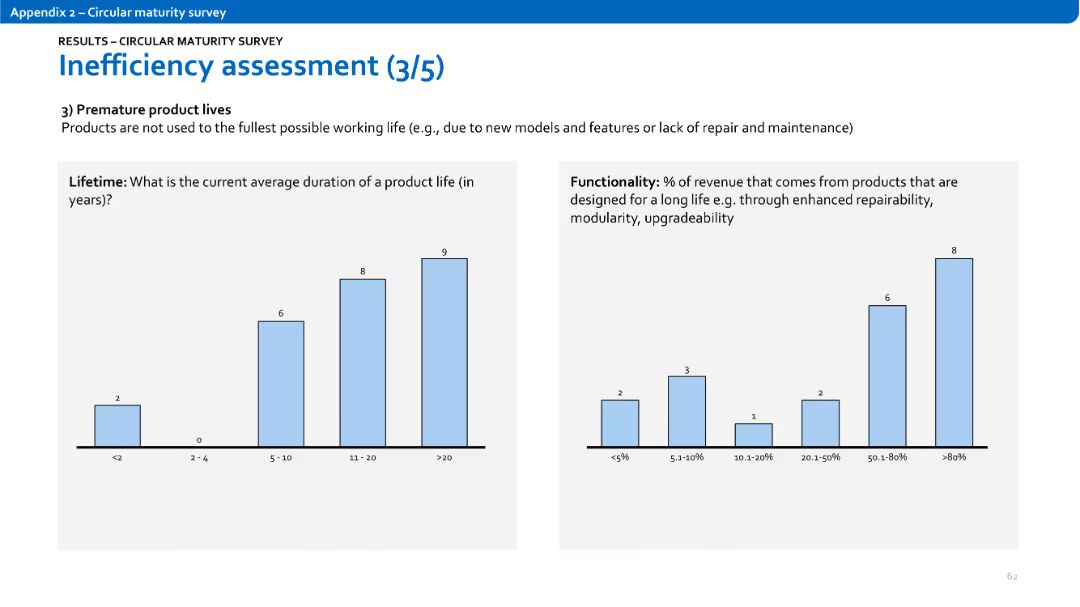 Appendix 2 – Circular maturity survey
RESULTS – CIRCULAR MATURITY SURVEY
Inefficiency assessment (3/5)
3) Premature product lives
Products are not used to the fullest possible working life (e.g., due to new models and features or lack of repair and maintenance)
Lifetime: What is the current average duration of a product life (in
years)?
2
0
6
8
9
<2
2 - 4
5 - 10
11 - 20
>20
Functionality: % of revenue that comes from products that are
designed for a long life e.g. through enhanced repairability,
modularity, upgradeability
2
3
1
2
6
8
<5%
5.1-10%
10.1-20%
20.1-50%
50.1-80%
>80%
62